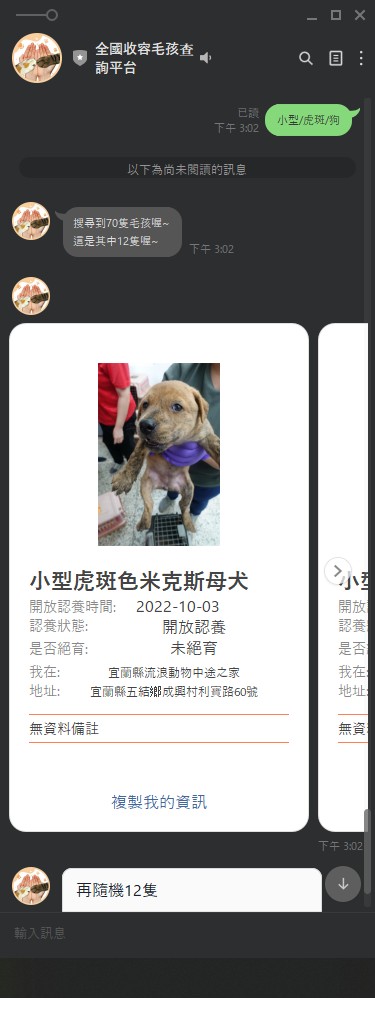 全國收容毛孩查
詢平台
已讀
下午 3:02
小型/虎斑/狗
以下為尚未閱讀的訊息
搜尋到70隻毛孩喔~
這是其中12隻喔~
下午 3:02
小型虎斑色米克斯母犬
開放認養時間: 2022-10-03
認養狀態: 開放認養
是否絕育: 未絕育
我在: 宜蘭縣流浪動物中途之家
地址: 宜蘭縣五結鄉成興村利寶路60號
無資料備註
複製我的資訊
小型
開放
認養
是否
我在:
地址:
無資
下午 3:02
再隨機12隻
輸入訊息